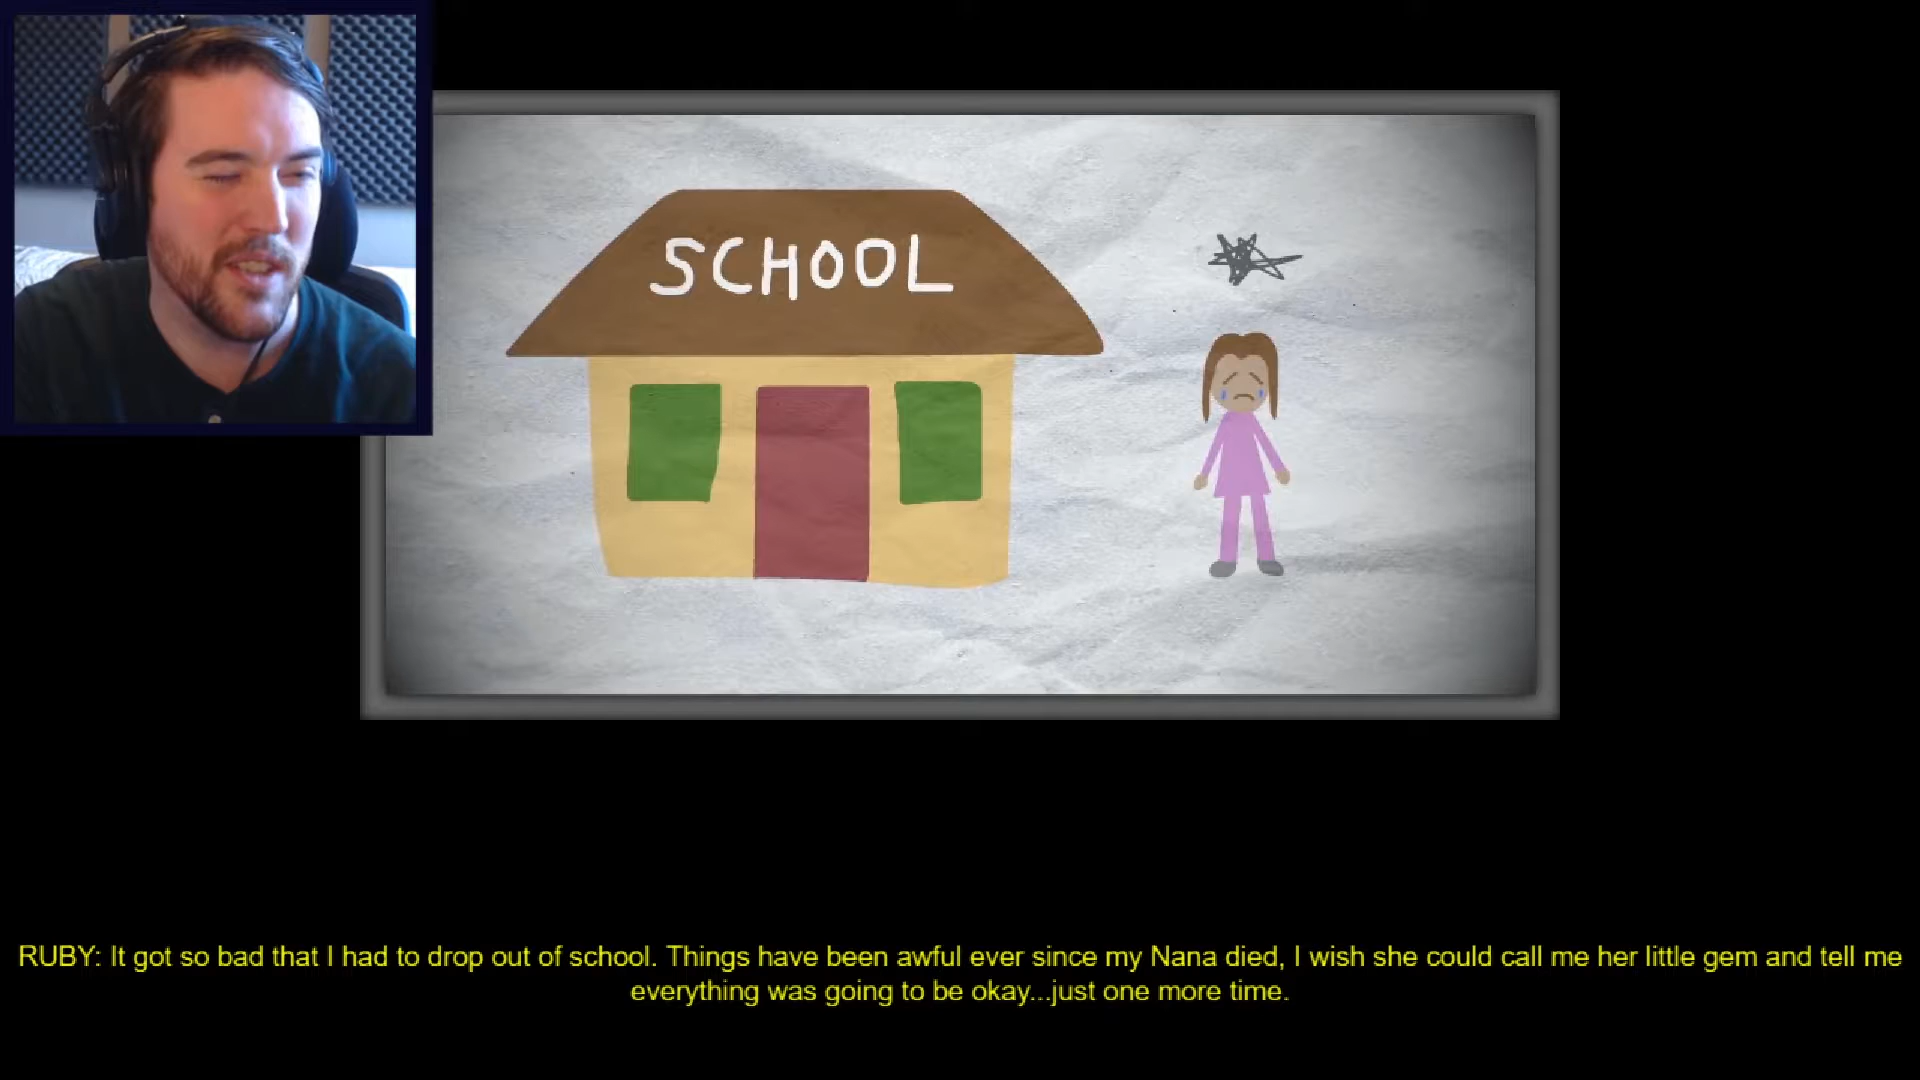 SCHOOL
RUBY: It got so bad that I had to drop out of school. Things have been awful ever since my Nana died, I wish she could call me her little gem and tell me
everything was going to be okay...just one more time.